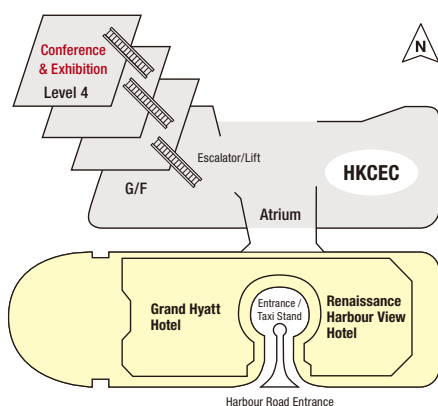 Conference
& Exhibition
Level 4
N
Escalator/Lift
HKCEC
G/F
Atrium
Grand Hyatt
Hotel
Entrance /
Taxi Stand
Renaissance
Harbour View
Hotel
Harbour Road Entrance